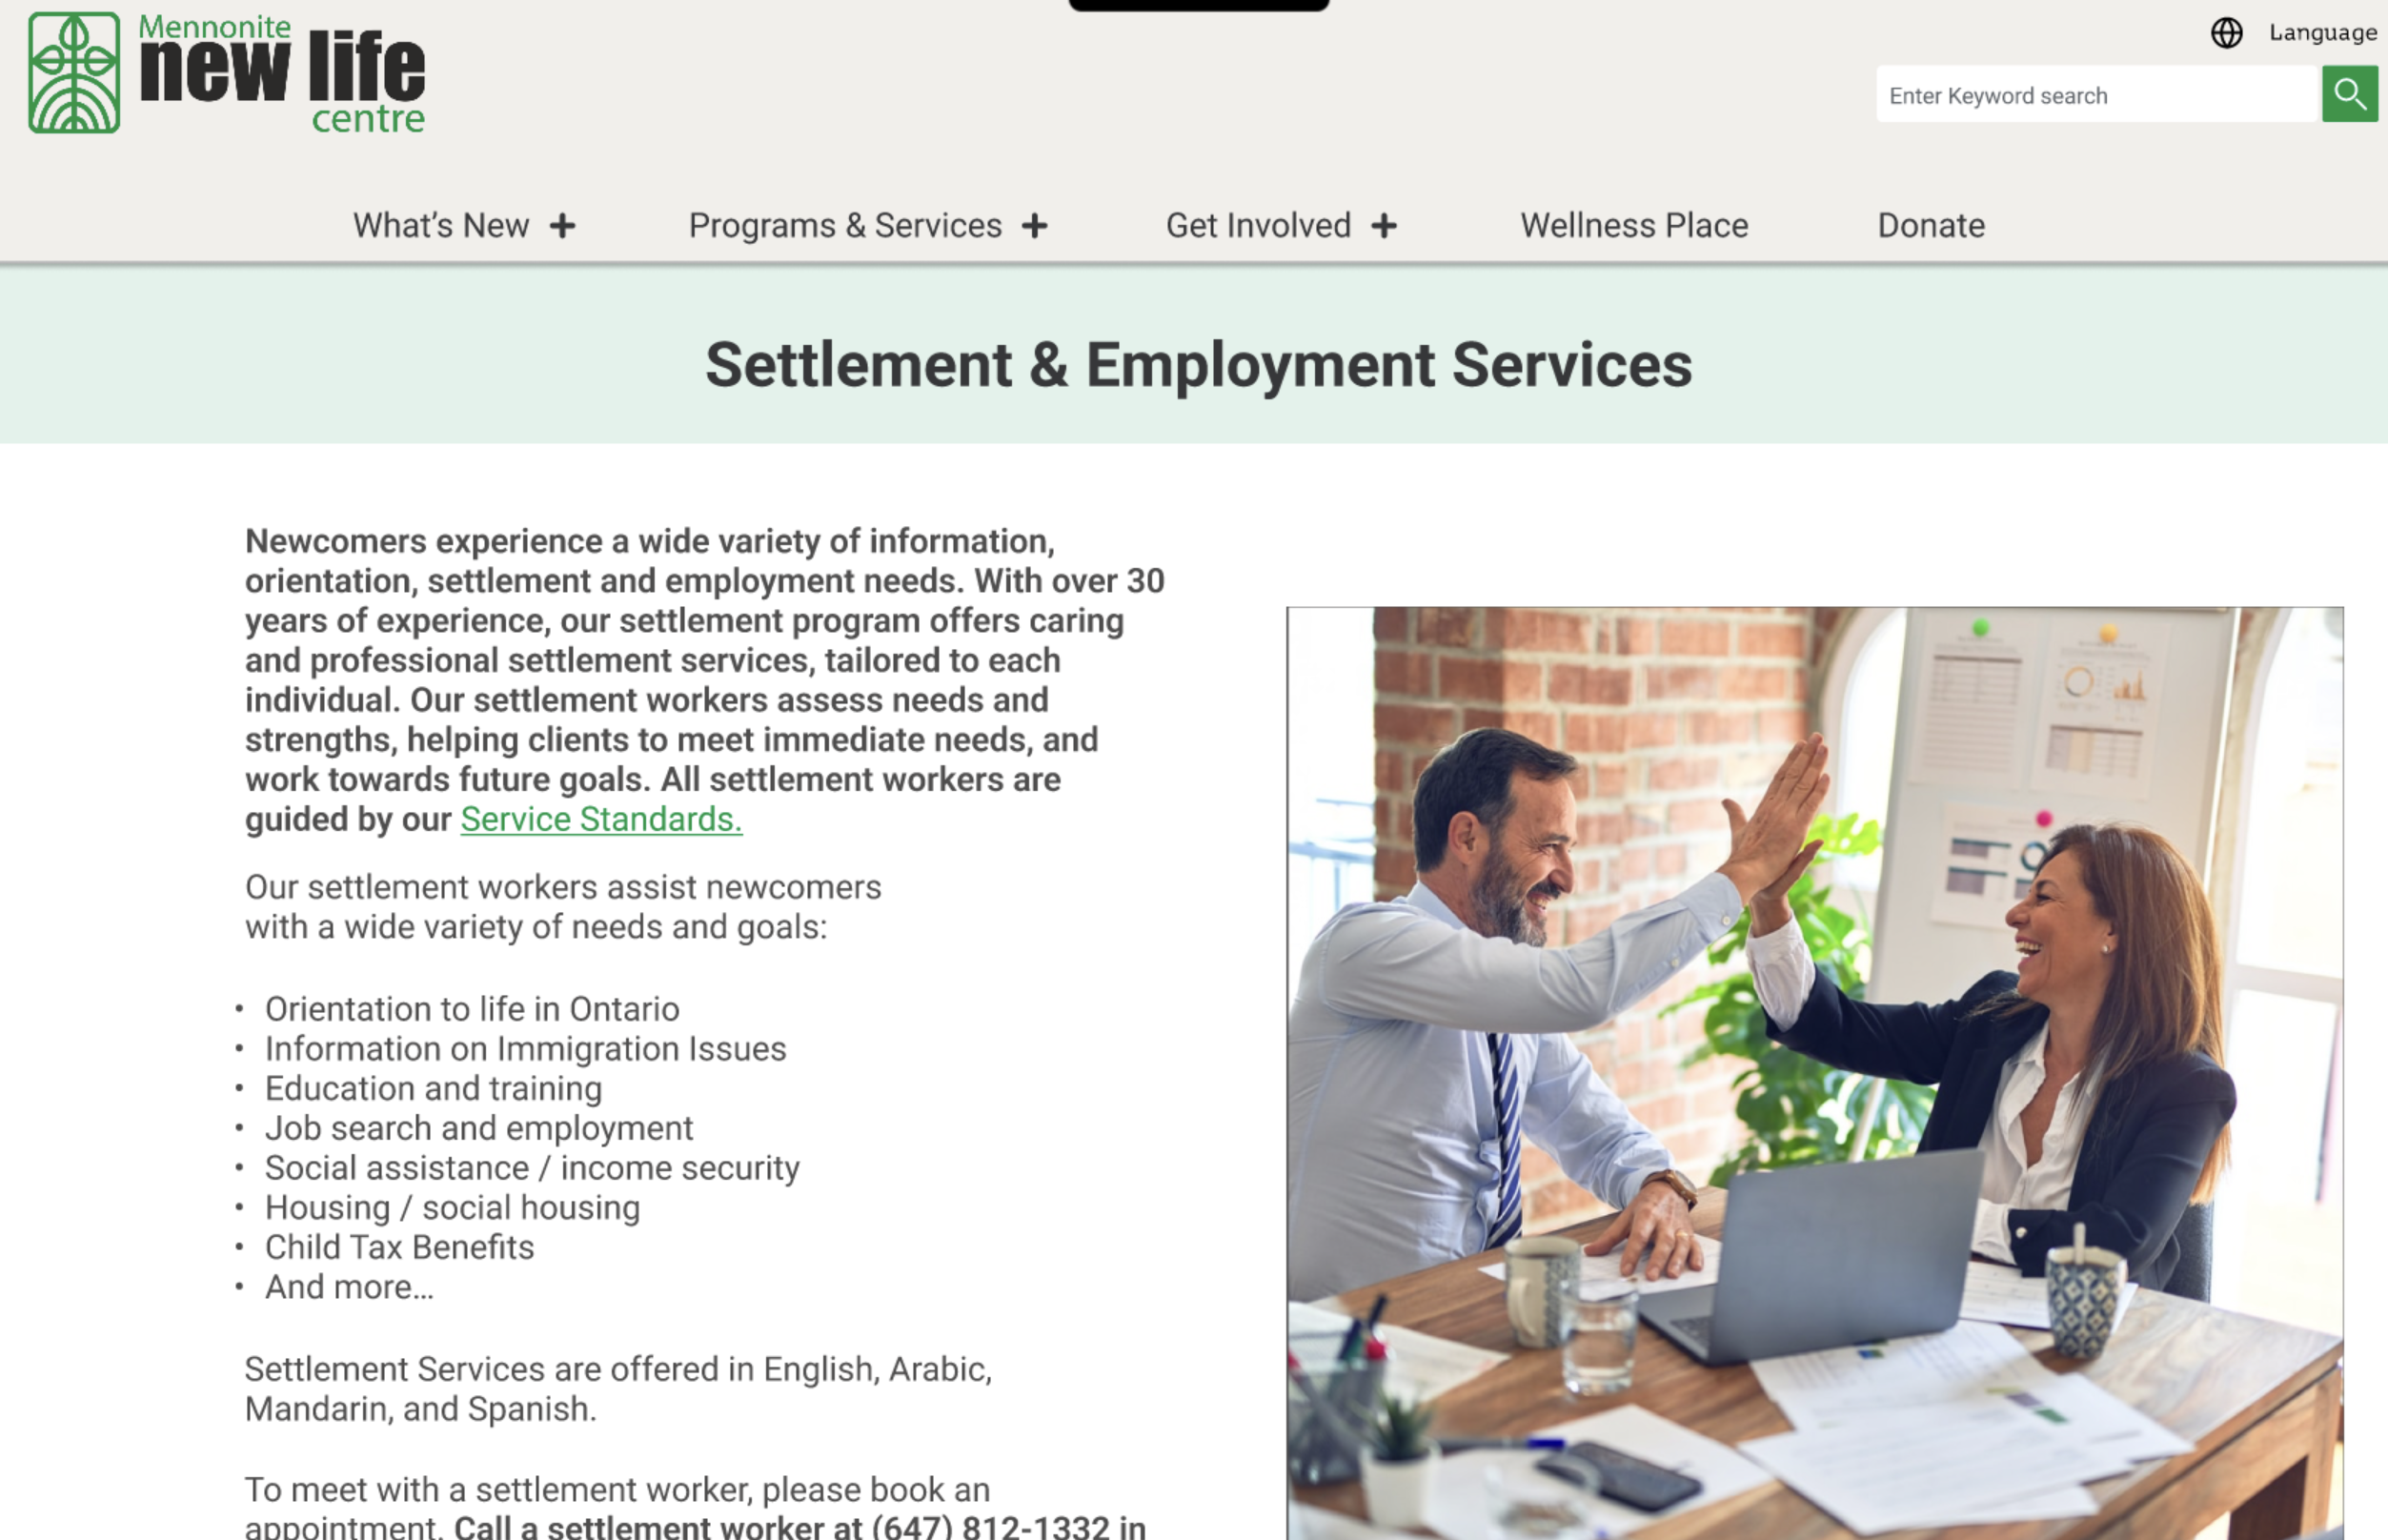 Mennonite
new life
centre
Language
Enter Keyword search
What’s New +
Programs & Services +
Get Involved +
Wellness Place
Donate
Settlement & Employment Services
Newcomers experience a wide variety of information,
orientation, settlement and employment needs. With over 30
years of experience, our settlement program offers caring
and professional settlement services, tailored to each
individual. Our settlement workers assess needs and
strengths, helping clients to meet immediate needs, and
work towards future goals. All settlement workers are
guided by our Service Standards.
Our settlement workers assist newcomers
with a wide variety of needs and goals:
• Orientation to life in Ontario
• Information on Immigration Issues
• Education and training
• Job search and employment
• Social assistance / income security
• Housing / social housing
• Child Tax Benefits
• And more...
Settlement Services are offered in English, Arabic,
Mandarin, and Spanish.
To meet with a settlement worker, please book an
appointment. Call a settlement worker at (647) 812-1332 in